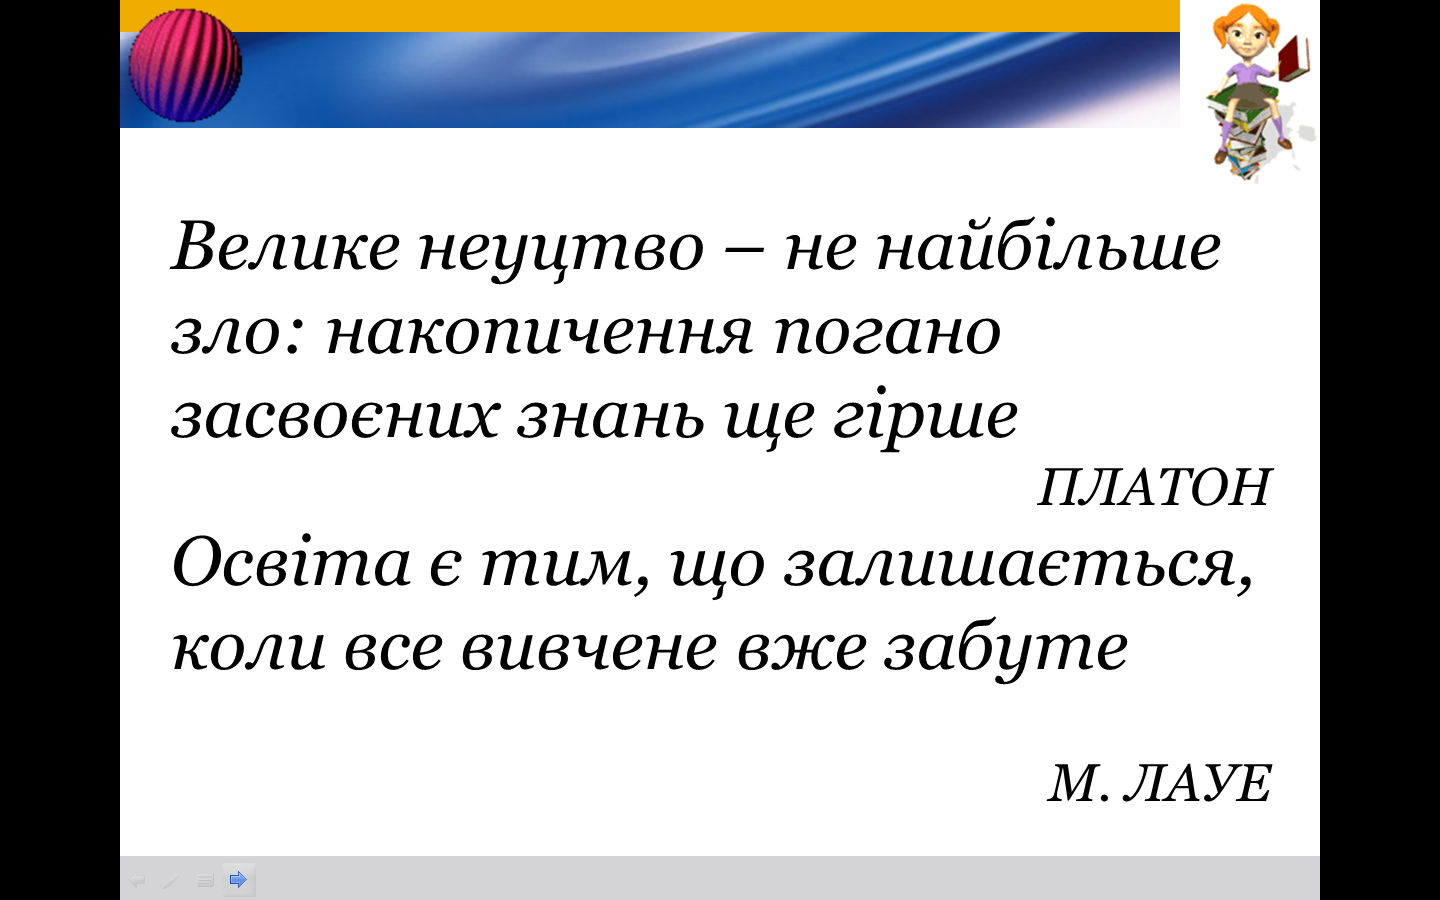 Велике неуцтво – не найбільше
зло: накопичення погано
засвоєних знань ще гірше
ПЛАТОН
Освіта є тим, що залишається,
коли все вивчене вже забуте
М. ЛАУЕ